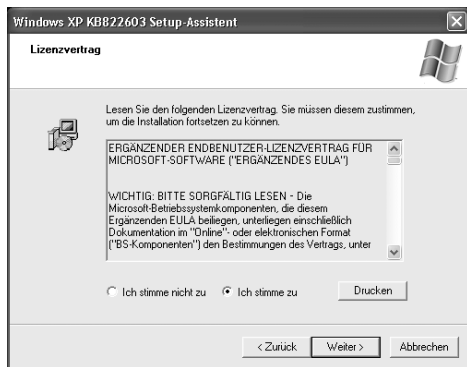 Windows XP KB822603 Setup-Assistent
Lizenzvertrag
Lesen Sie den folgenden Lizenzvertrag. Sie müssen diesem zustimmen,
um die Installation fortsetzen zu können.
ERGÄNZENDER ENDBENUTZER-LIZENZVERTRAG FÜR
MICROSOFT-SOFTWARE ("ERGÄNZENDES EULA")
WICHTIG: BITTE SORGFÄLTIG LESEN - Die
Microsoft-Betriebssystemkomponenten, die diesem
Ergänzenden EULA beiliegen, unterliegen einschließlich
Dokumentation im "Online"- oder elektronischen Format
("BS-Komponenten") den Bestimmungen des Vertrags, unter
Ich stimme nicht zu Ich stimme zu Drucken
< Zurück Weiter > Abbrechen